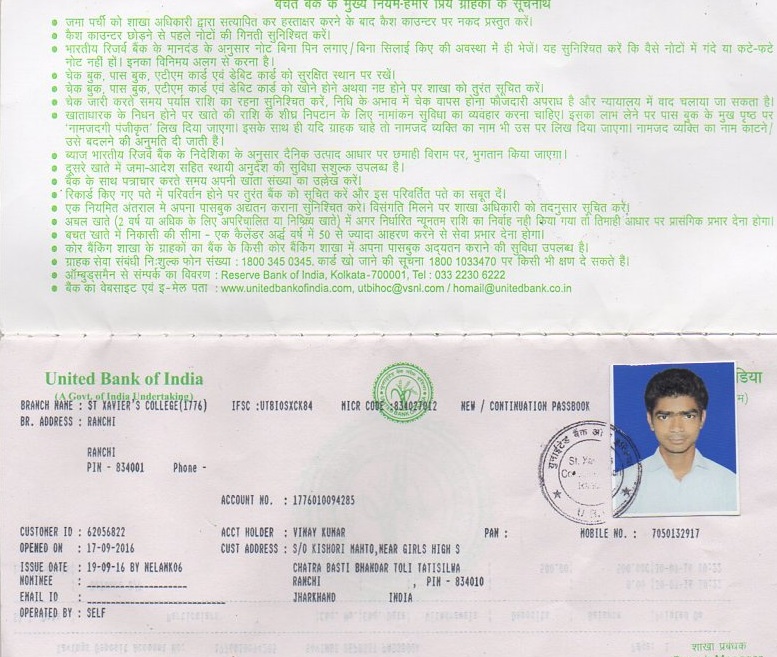 बचत बैंक के मुख्य नियम-हमारे प्रिय ग्राहकों के सूचनार्थ
जमा पर्ची को शाखा अधिकारी द्वारा सत्यापित कर हस्ताक्षर करने के बाद कैश काउन्टर पर नकद प्रस्तुत करें।
कैश काउन्टर छोड़ने से पहले नोटों की गिनती सुनिश्चित करें।
भारतीय रिजर्व बैंक के मानदंड के अनुसार नोट बिना पिन लगाए/बिना सिलाई किए की अवस्था में ही भेजें। यह सुनिश्चित करें कि वैसे नोटों में गंदे या कटे-फटे
नोट नहीं हों। इनका विनिमय अलग से करना है।
चेक बुक, पास बुक, एटीएम कार्ड एवं डेबिट कार्ड को सुरक्षित स्थान पर रखें।
चेक बुक, पास बुक, एटीएम कार्ड एवं डेबिट कार्ड को खोने होने अथवा नष्ट होने पर शाखा को तुरंत सूचित करें।
चेक जारी करते समय पर्याप्त राशि का रहना सुनिश्चित करें, निधि के अभाव में चेक वापस होना फौजदारी अपराध है और न्यायालय में वाद चलाया जा सकता है।
खाताधारक के निधन होने पर खाते की राशि के शीघ्र निपटान के लिए नामांकन सुविधा का व्यवहार करना चाहिए। इसका लाभ लेने पर पास बुक के मुख पृष्ठ पर
'नामजदगी पंजीकृत' लिख दिया जाएगा। इसके साथ ही यदि ग्राहक चाहे तो नामजद व्यक्ति का नाम भी उस पर लिख दिया जाएगा। नामजद व्यक्ति का नाम काटने/
उसे बदलने की अनुमति दी जाती है।
ब्याज भारतीय रिजर्व बैंक के निदेशिका के अनुसार दैनिक उत्पाद आधार पर छमाही विराम पर, भुगतान किया जाएगा।
दूसरे खाते में जमा-आदेश सहित स्थायी अनुदेश की सुविधा सशुल्क उपलब्ध है।
बैंक के साथ पत्राचार करते समय अपनी खाता संख्या का उल्लेख करें।
रिकार्ड किए गए पते में परिवर्तन होने पर तुरंत बैंक को सूचित करें और इस परिवर्तित पते का सबूत दें।
एक नियमित अंतराल में अपना पासबुक अद्यतन कराना सुनिश्चित करें। विसंगति मिलने पर शाखा अधिकारी को तदनुसार सूचित करें।
अमल खाते (2 वर्ष या अधिक के लिए अपरिचालित या निष्क्रिय खाते) में अगर निर्धारित न्यूनतम राशि का निर्वाह नही किया गया तो तिमाही आधार पर प्रासंगिक प्रभार देना होगा।
बचत खाते में निकासी की सीमा - एक कैलेंडर अर्द्ध वर्ष में 50 से ज्यादा आहरण करने से सेवा प्रभार देना होगा।
कोर बैंकिंग शाखा के ग्राहकों का बैंक के किसी कोर बैंकिंग शाखा में अपना पासबुक अद्यतन कराने की सुविधा उपलब्ध है।
ग्राहक सेवा संबंधी निःशुल्क फोन संख्या : 1800 345 0345. कार्ड खो जाने की सूचना 1800 1033470 पर किसी भी क्षण दे सकते हैं।
ऑम्बुड्समैन से संपर्क का विवरण : Reserve Bank of India, Kolkata-700001, Tel : 033 2230 6222
बैंक का वेबसाइट एवं इ-मेल पता : www.unitedbankofindia.com, utbihoc@vsnl.com / homail@unitedbank.co.in
United Bank of India
(A Govt. of India Undertaking)
BRANCH NAME : ST XAVIER'S COLLEGE(1776) IFSC :UTBI0SXCK84 MICR CODE :834027012 NEW / CONTINUATION PASSBOOK
BR. ADDRESS : RANCHI
RANCHI
PIN - 834001 Phone -
ACCOUNT NO. : 1776010094285
CUSTOMER ID : 62056822 ACCT HOLDER : VINAY KUMAR PAN : MOBILE NO. : 7050132917
OPENED ON : 17-09-2016 CUST ADDRESS : S/O KISHORI MAHTO,NEAR GIRLS HIGH S
ISSUE DATE : 19-09-16 BY NELANK06 CHATRA BASTI BHANDAR TOLI TATISILWA
NOMINEE : RANCHI , PIN - 834010
EMAIL ID : JHARKHAND INDIA
OPERATED BY : SELF
शाखा प्रबंधक